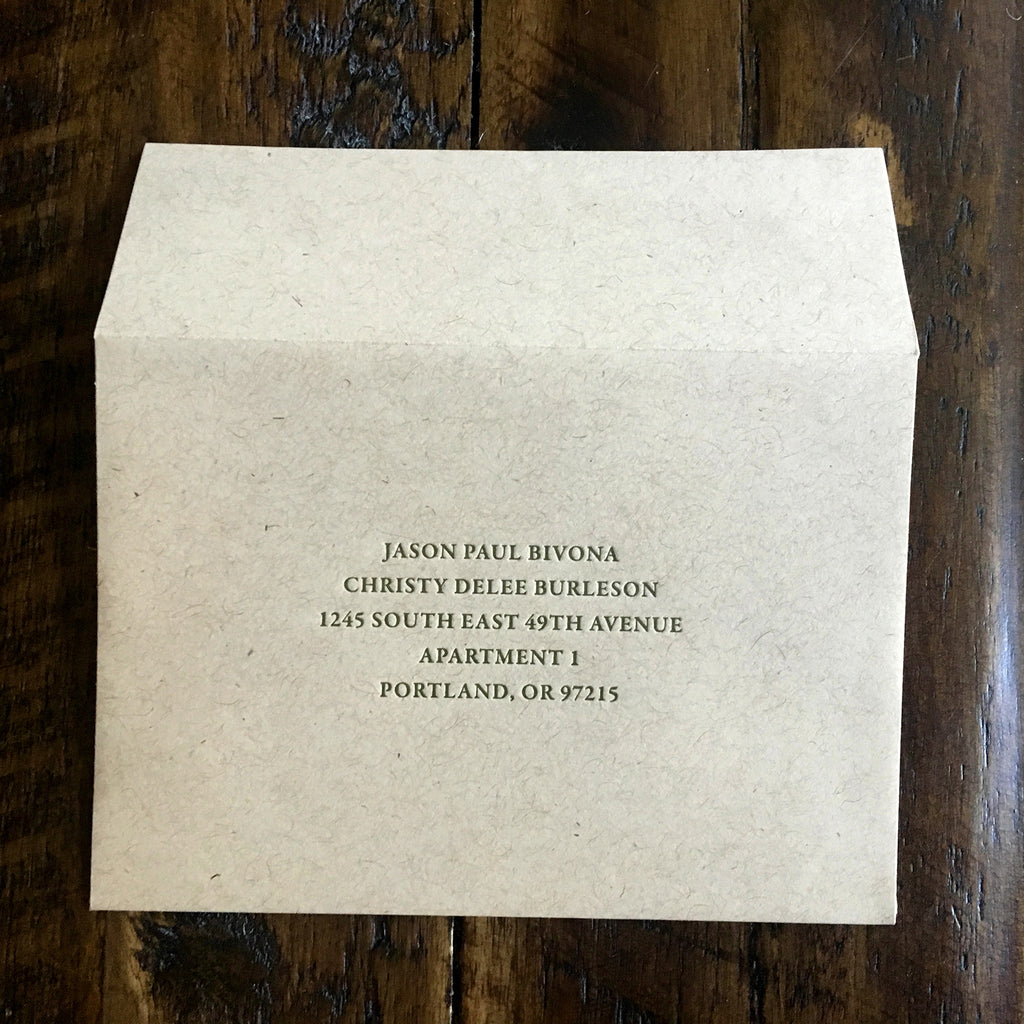 JASON PAUL BIVONA
CHRISTY DELEE BURLESON
1245 SOUTH EAST 49TH AVENUE
APARTMENT 1
PORTLAND, OR 97215